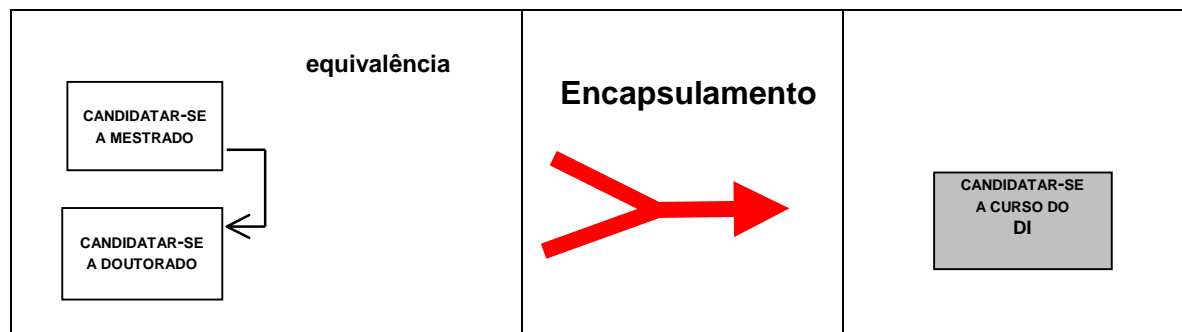 equivalência
CANDIDATAR-SE
A MESTRADO
CANDIDATAR-SE
A DOUTORADO
Encapsulamento
CANDIDATAR-SE
A CURSO DO
DI